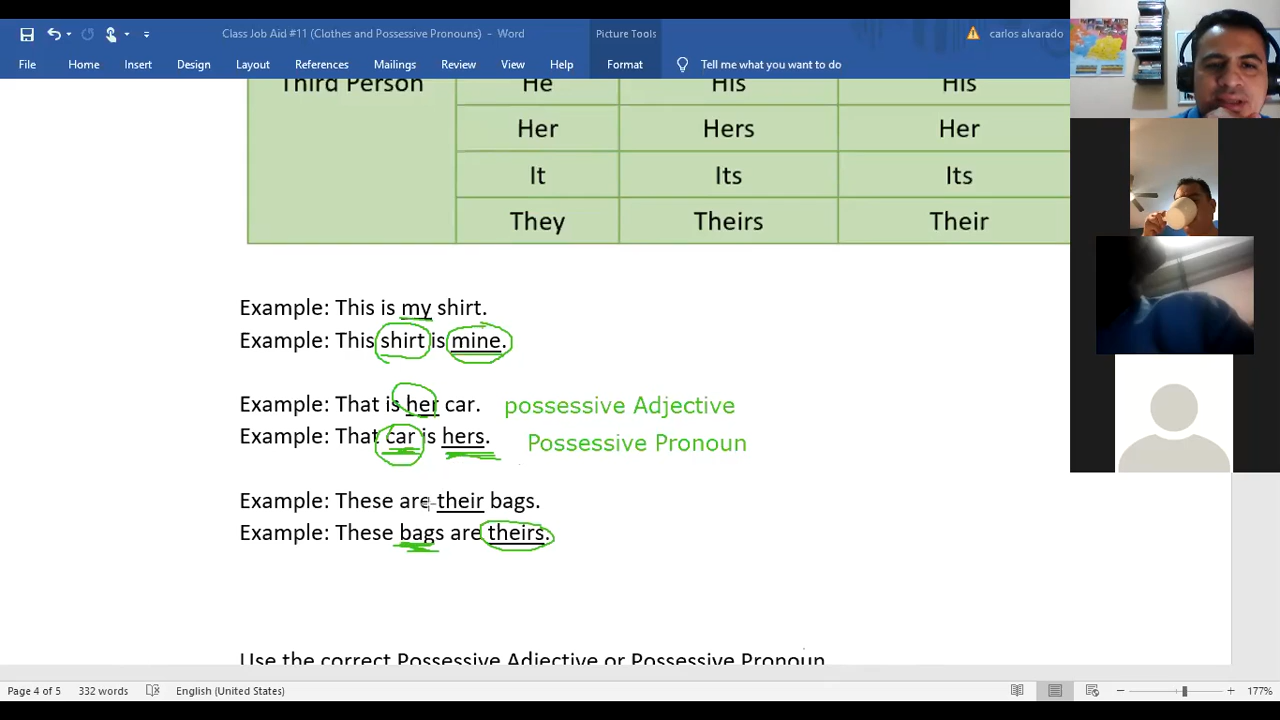 Class Job Aid #11 (Clothes and Possessive Pronouns) - Word
Picture Tools
carlos alvarado
File Home Insert Design Layout References Mailings Review View Help Format Tell me what you want to do
Third Person He His His
Her Hers Her
It Its Its
They Theirs Their
Example: This is my shirt.
Example: This shirt is mine.
Example: That is her car. possessive Adjective
Example: That car is hers. Possessive Pronoun
Example: These are their bags.
Example: These bags are theirs.
Use the correct Possessive Adjective or Possessive Pronoun
Page 4 of 5 332 words English (United States) 177%